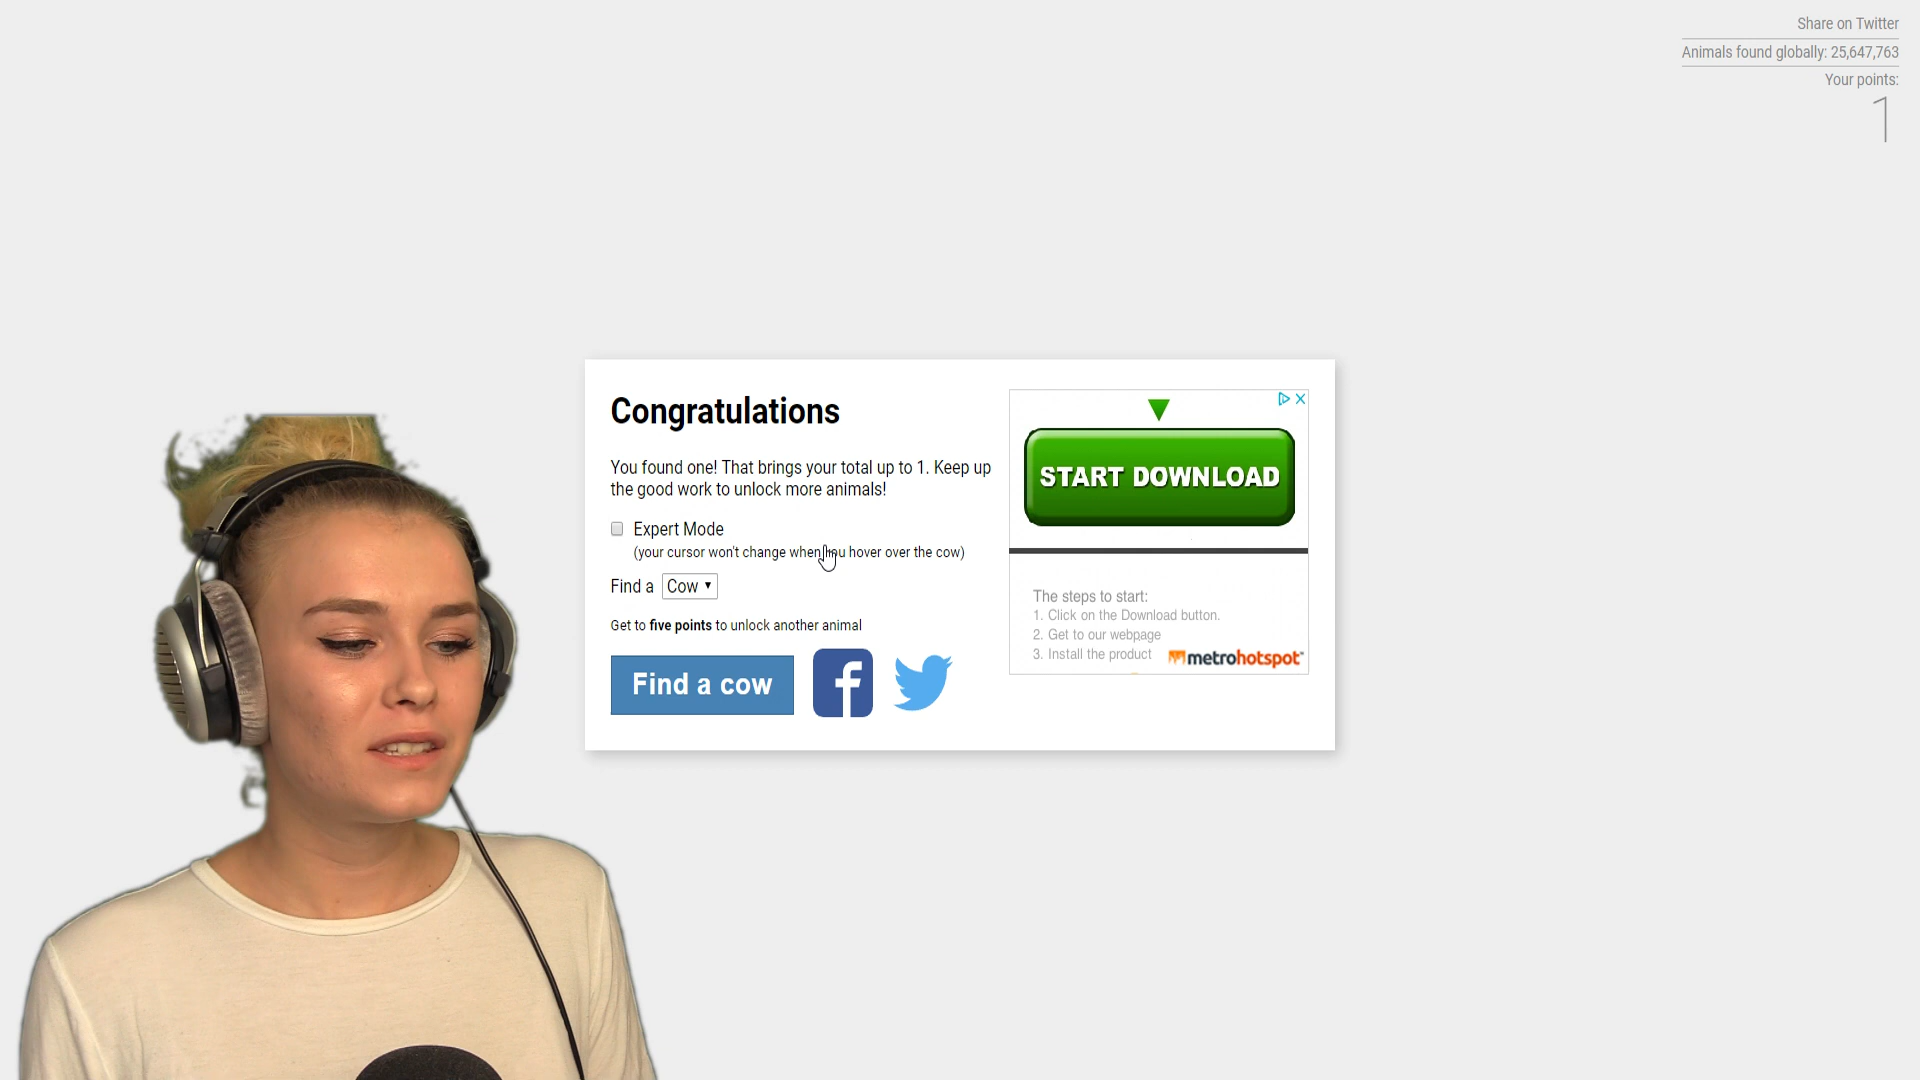 Share on Twitter
Animals found globally: 25,647,763
Your points:
1
Congratulations
You found one! That brings your total up to 1. Keep up
the good work to unlock more animals!
Expert Mode
(your cursor won't change when you hover over the cow)
Find a Cow ▼
Get to five points to unlock another animal
Find a cow
START DOWNLOAD
The steps to start:
1. Click on the Download button.
2. Get to our webpage
3. Install the product
metrohotspot